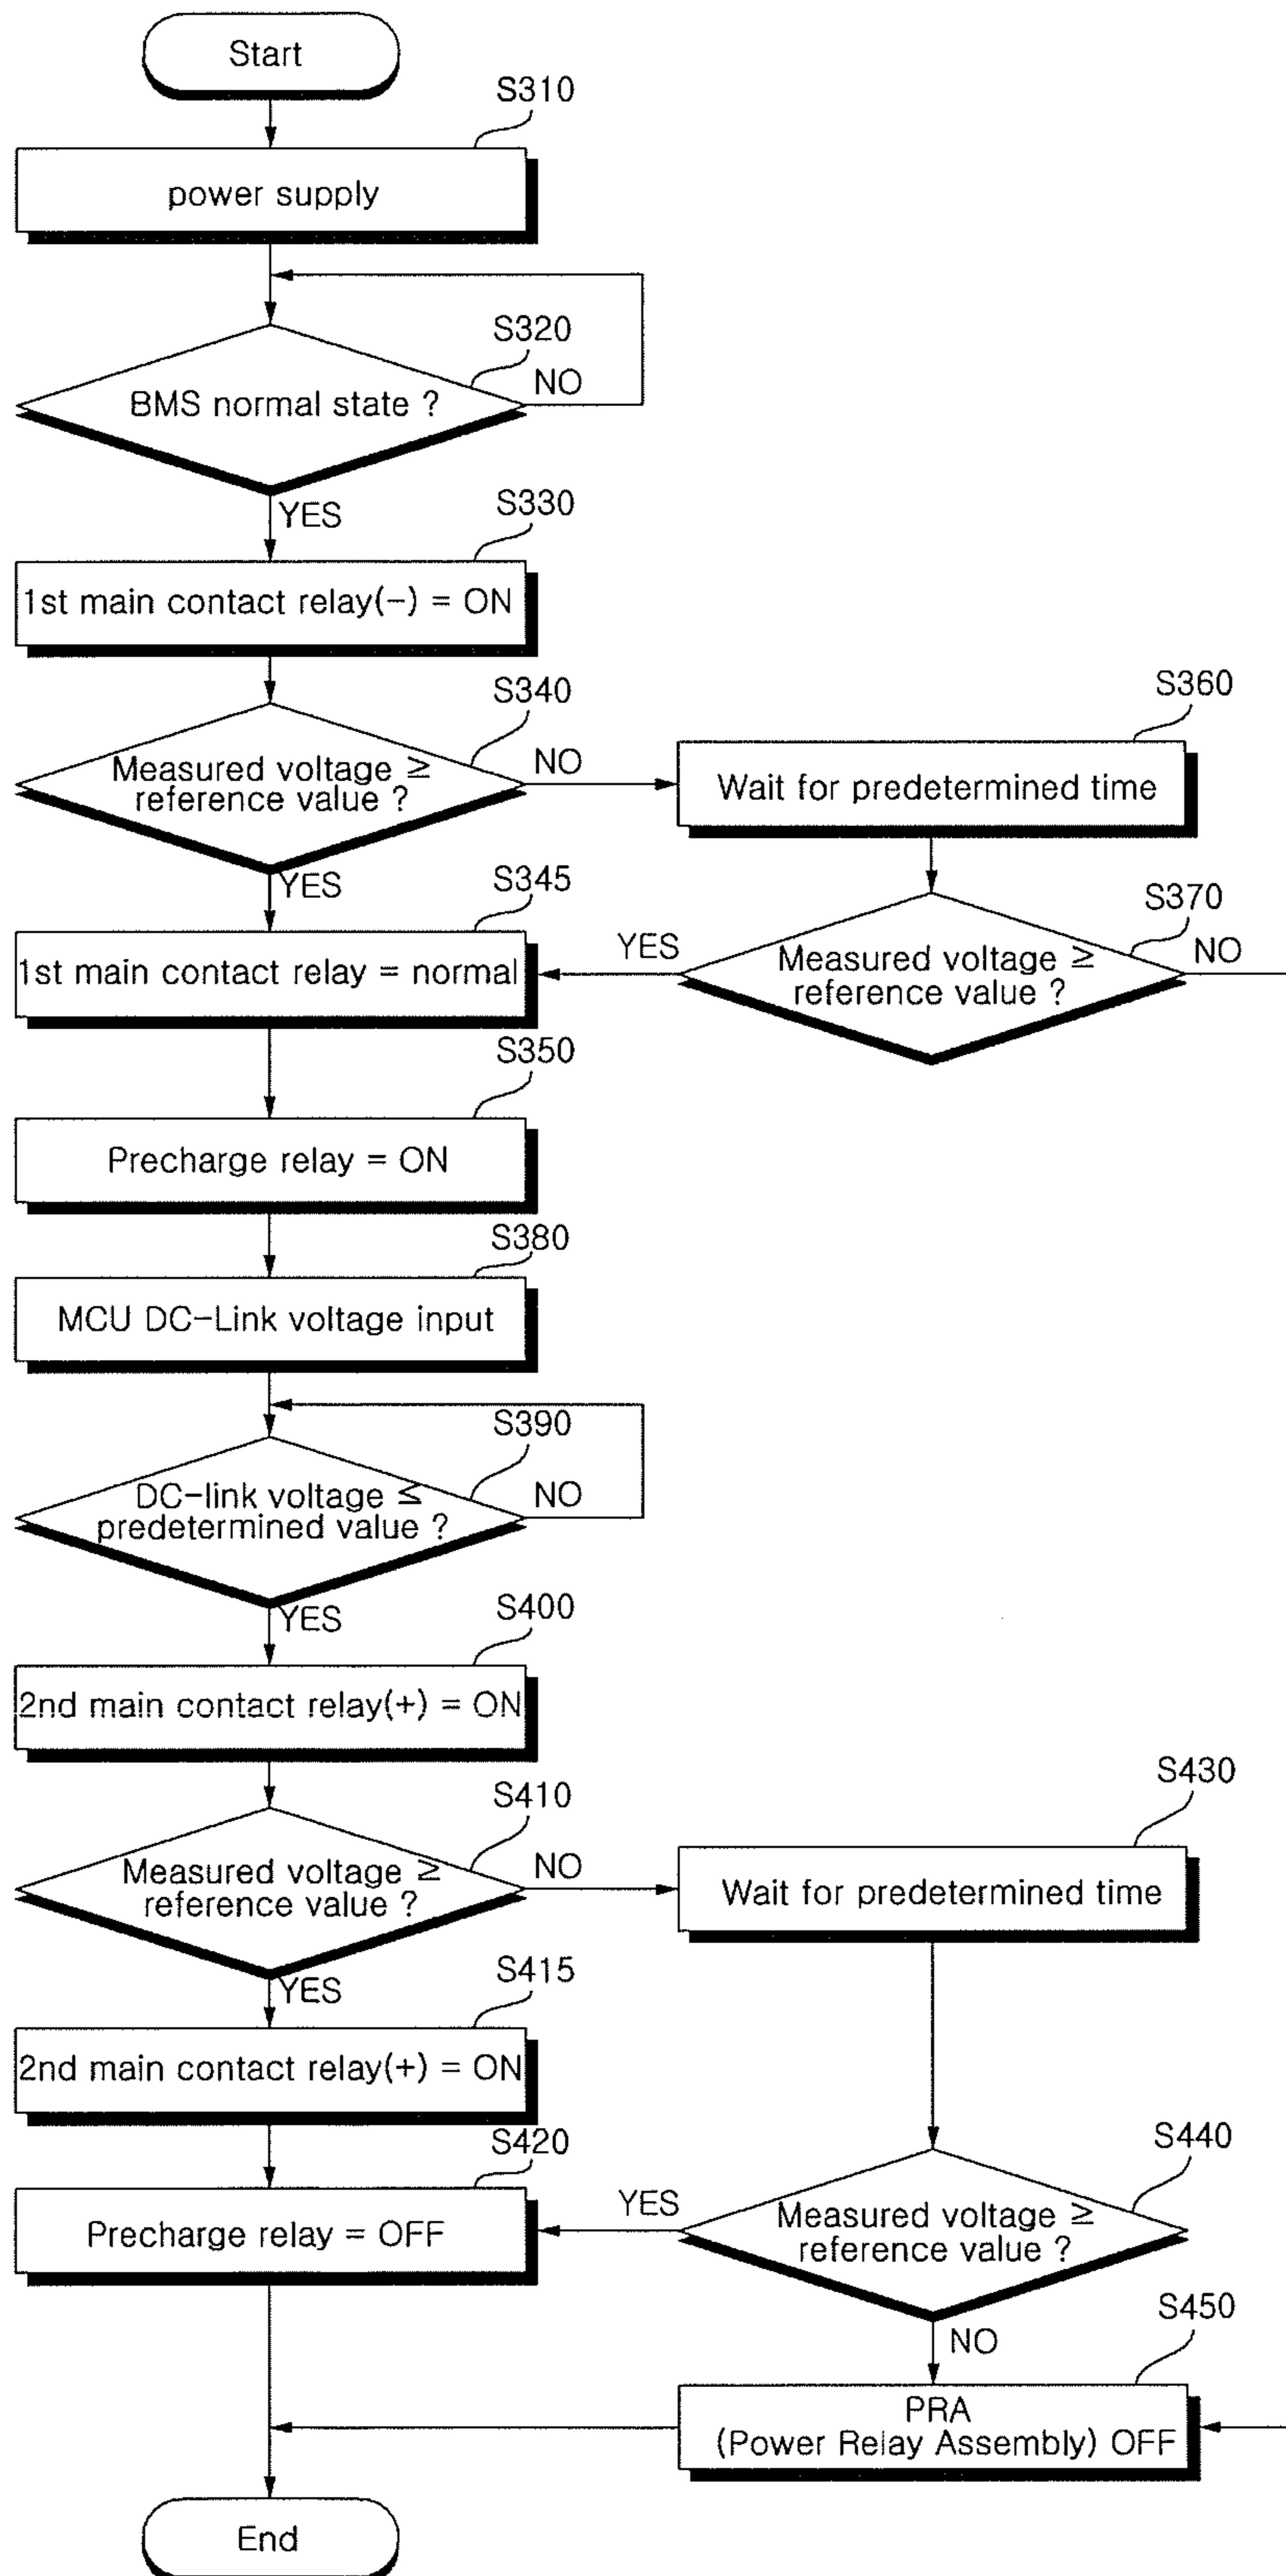 Start
S310
power supply
S320
BMS normal state ?
NO
YES
S330
1st main contact relay(-) = ON
S340
Measured voltage ≥
reference value ?
NO
S360
Wait for predetermined time
YES
S345
1st main contact relay = normal
S370
Measured voltage ≥
reference value ?
YES
NO
S350
Precharge relay = ON
S380
MCU DC-Link voltage input
S390
DC-link voltage ≤
predetermined value ?
NO
YES
S400
2nd main contact relay(+) = ON
S410
Measured voltage ≥
reference value ?
NO
S430
Wait for predetermined time
YES
S415
2nd main contact relay(+) = ON
S420
Precharge relay = OFF
S440
Measured voltage ≥
reference value ?
YES
NO
S450
PRA
(Power Relay Assembly) OFF
End